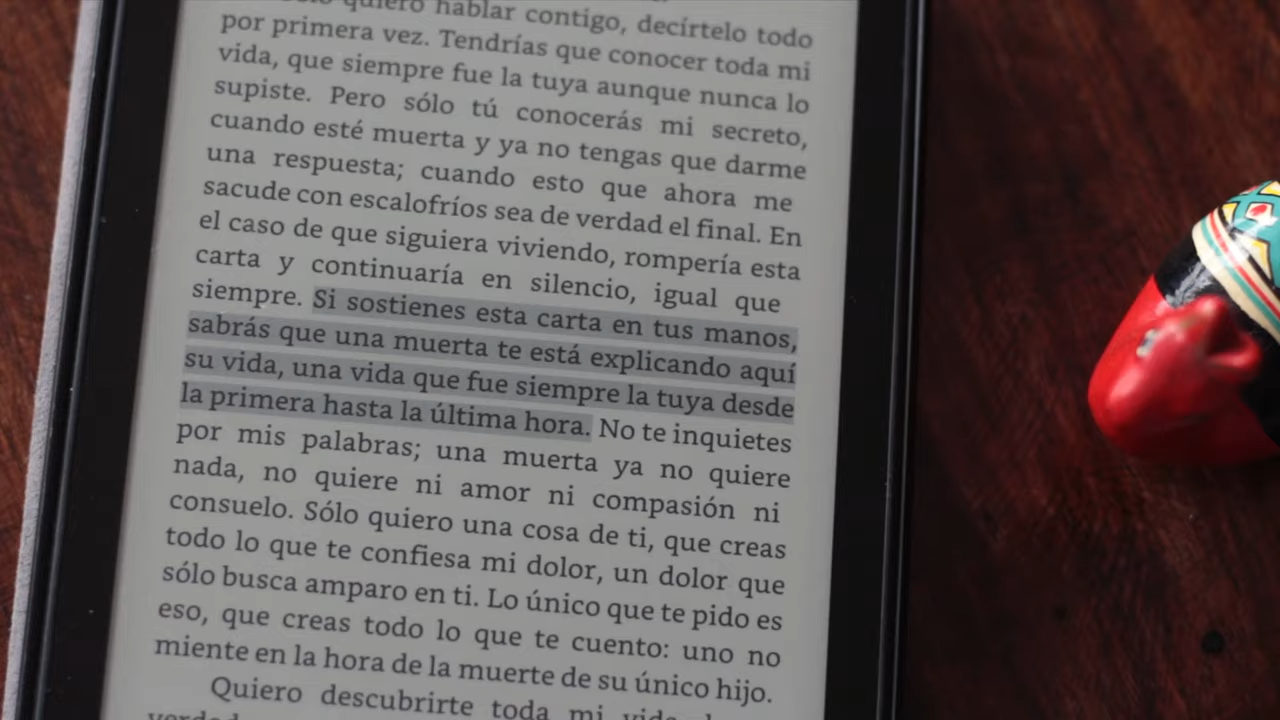 quiero hablar contigo, decírtelo todo
por primera vez. Tendrías que conocer toda mi
vida, que siempre fue la tuya aunque nunca lo
supiste. Pero sólo tú conocerás mi secreto,
cuando esté muerta y ya no tengas que darme
una respuesta; cuando esto que ahora me
sacude con escalofríos sea de verdad el final. En
el caso de que siguiera viviendo, rompería esta
carta y continuaría en silencio, igual que
siempre. Si sostienes esta carta en tus manos,
sabrás que una muerta te está explicando aquí
su vida, una vida que fue siempre la tuya desde
la primera hasta la última hora. No te inquietes
por mis palabras; una muerta ya no quiere
nada, no quiere ni amor ni compasión ni
consuelo. Sólo quiero una cosa de ti, que creas
todo lo que te confiesa mi dolor, un dolor que
sólo busca amparo en ti. Lo único que te pido es
eso, que creas todo lo que te cuento: uno no
miente en la hora de la muerte de su único hijo.
Quiero descubrirte toda mi vida